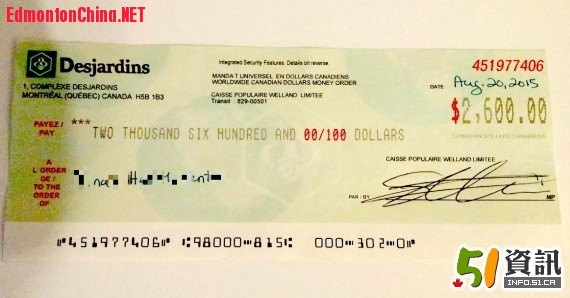 EdmontonChina.NET
Desjardins
1, COMPLEXE DESJARDINS
MONTRÉAL (QUÉBEC) CANADA H5B 1B3
Integrated Security Features. Details on reverse.
MANDAT UNIVERSEL EN DOLLARS CANADIENS
WORLDWIDE CANADIAN DOLLARS MONEY ORDER
CAISSE POPULAIRE WELLAND LIMITEE
Transit : 829-00501
451977406
DATE Aug. 20, 2015
$2,600.00
PAYEZ / PAY *** TWO THOUSAND SIX HUNDRED AND 00/100 DOLLARS
A
L'ORDRE
DE /
TO THE
ORDER
OF
CAISSE POPULAIRE WELLAND LIMITEE
PAR / BY
MP
451977406 98000 815 000 302 0
51資訊
INFO.51.CA